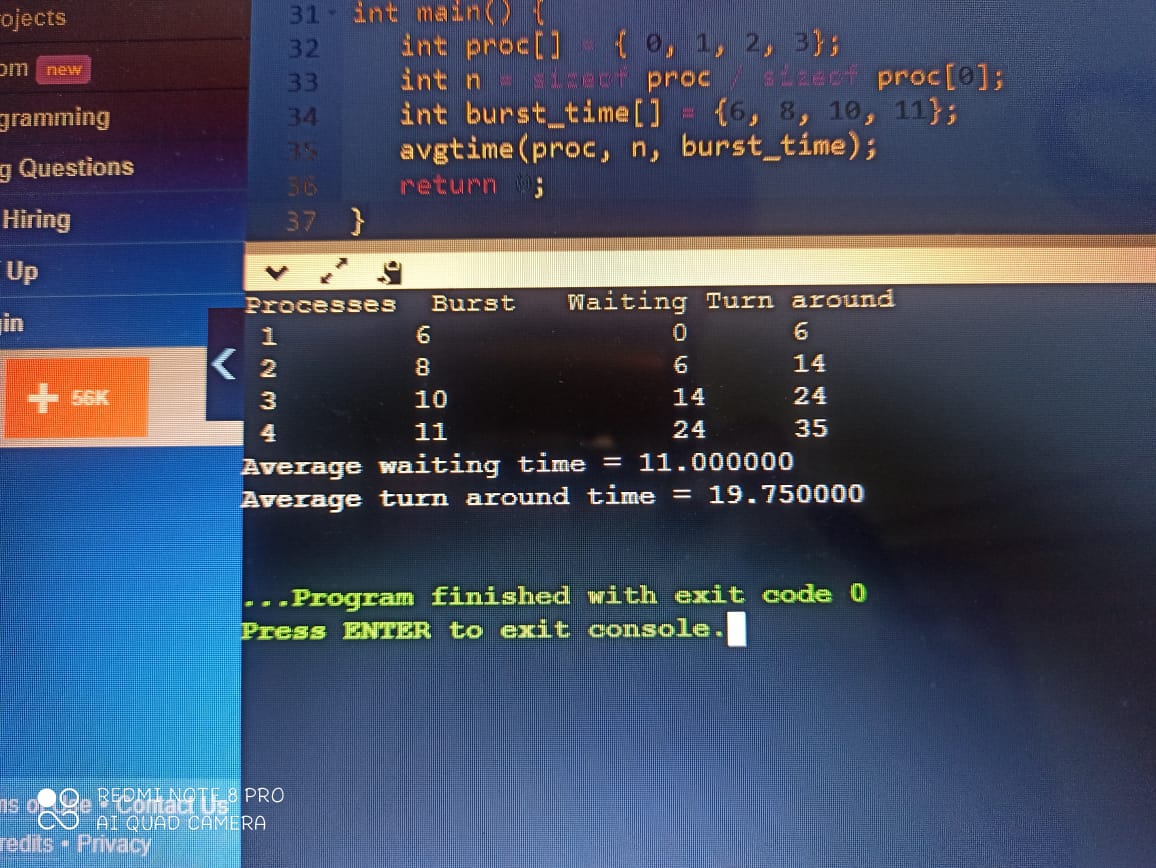 ojects
om new
gramming
g Questions
Hiring
Up
in
56K
31 int main() {
32 int proc[] = { 0, 1, 2, 3};
33 int n = sizeof proc / sizeof proc[0];
34 int burst_time[] = {6, 8, 10, 11};
35 avgtime(proc, n, burst_time);
36 return 0;
37 }
Processes Burst Waiting Turn around
1 6 0 6
2 8 6 14
3 10 14 24
4 11 24 35
Average waiting time = 11.000000
Average turn around time = 19.750000
...Program finished with exit code 0
Press ENTER to exit console.
• Contact Us
redits • Privacy
REDMI NOTE 8 PRO
AI QUAD CAMERA